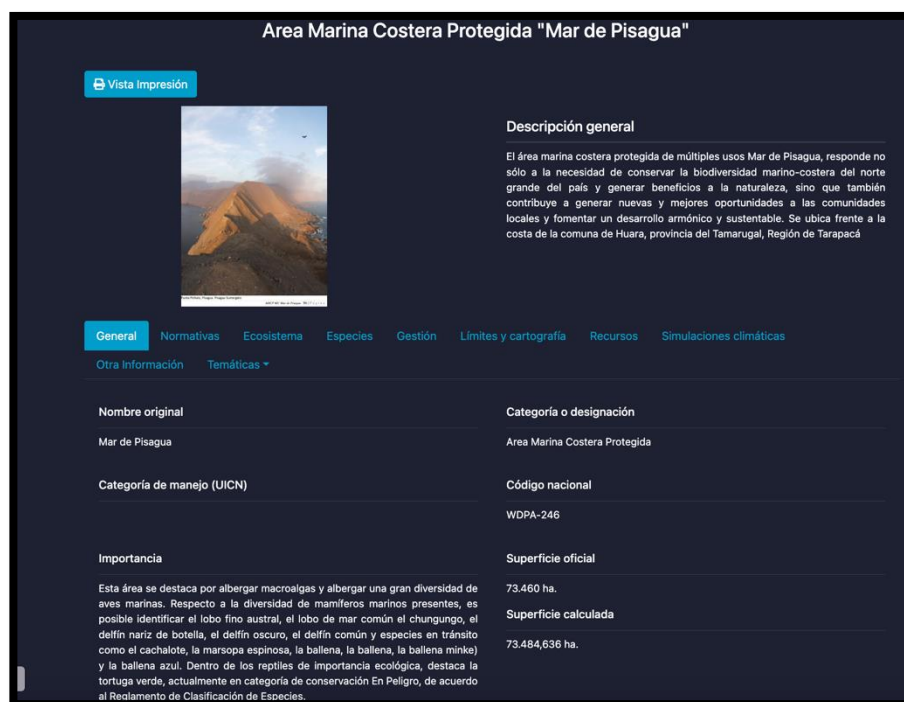 Area Marina Costera Protegida "Mar de Pisagua"
Vista Impresión
Descripción general
El área marina costera protegida de múltiples usos Mar de Pisagua, responde no
sólo a la necesidad de conservar la biodiversidad marino-costera del norte
grande del país y generar beneficios a la naturaleza, sino que también
contribuye a generar nuevas y mejores oportunidades a las comunidades
locales y fomentar un desarrollo armónico y sustentable. Se ubica frente a la
costa de la comuna de Huara, provincia del Tamarugal, Región de Tarapacá
General Normativas Ecosistema Especies Gestión Límites y cartografía Recursos Simulaciones climáticas
Otra Información Temáticas
Nombre original
Mar de Pisagua
Categoría o designación
Area Marina Costera Protegida
Categoría de manejo (UICN)
Código nacional
WDPA-246
Importancia
Esta área se destaca por albergar macroalgas y albergar una gran diversidad de
aves marinas. Respecto a la diversidad de mamíferos marinos presentes, es
posible identificar el lobo fino austral, el lobo de mar común el chungungo, el
delfín nariz de botella, el delfín oscuro, el delfín común y especies en tránsito
como el cachalote, la marsopa espinosa, la ballena, la ballena, la ballena minke)
y la ballena azul. Dentro de los reptiles de importancia ecológica, destaca la
tortuga verde, actualmente en categoría de conservación En Peligro, de acuerdo
al Reglamento de Clasificación de Especies.
Superficie oficial
73.460 ha.
Superficie calculada
73.484,636 ha.